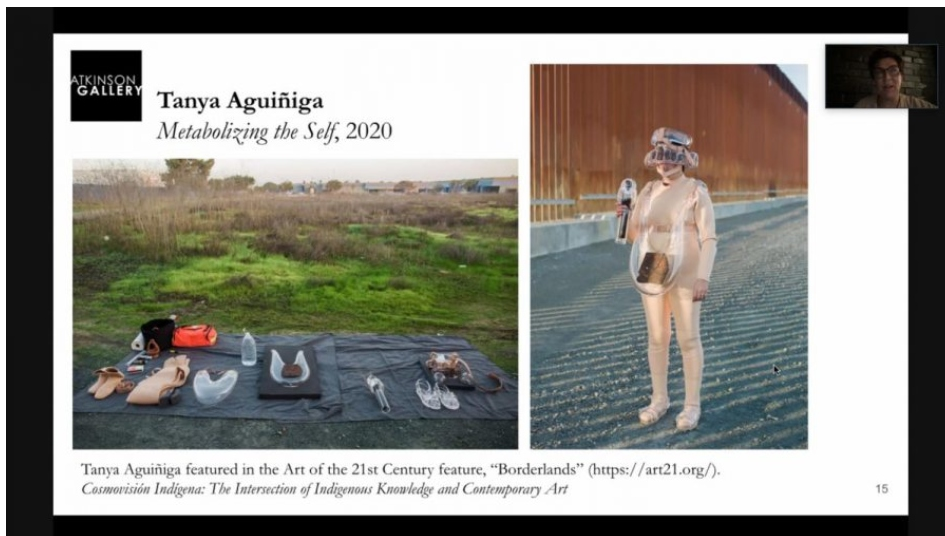 ATKINSON
GALLERY
Tanya Aguiñiga
Metabolizing the Self, 2020
Tanya Aguiñiga featured in the Art of the 21st Century feature, “Borderlands” (https://art21.org/).
Cosmovisión Indígena: The Intersection of Indigenous Knowledge and Contemporary Art
15